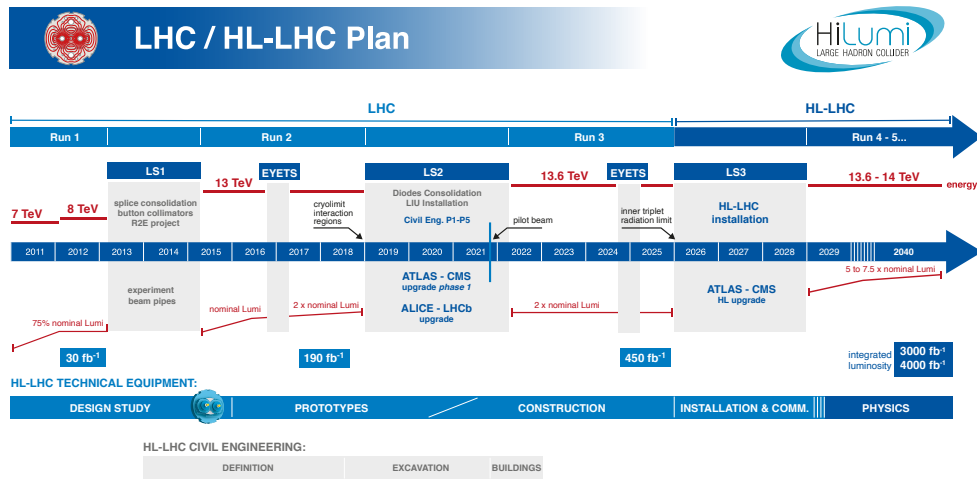 LHC / HL-LHC Plan
HiLumi
LARGE HADRON COLLIDER
LHC
HL-LHC
Run 1
Run 2
Run 3
Run 4 - 5...
LS1
EYETS
LS2
EYETS
LS3
13 TeV
13.6 TeV
13.6 - 14 TeV
energy
7 TeV
8 TeV
splice consolidation
button collimators
R2E project
cryolimit
interaction
regions
Diodes Consolidation
LIU Installation
Civil Eng. P1-P5
pilot beam
inner triplet
radiation limit
HL-LHC
installation
2011
2012
2013
2014
2015
2016
2017
2018
2019
2020
2021
2022
2023
2024
2025
2026
2027
2028
2029
2040
5 to 7.5 x nominal Lumi
experiment
beam pipes
ATLAS - CMS
upgrade phase 1
ALICE - LHCb
upgrade
ATLAS - CMS
HL upgrade
75% nominal Lumi
nominal Lumi
2 x nominal Lumi
2 x nominal Lumi
30 fb-1
190 fb-1
450 fb-1
integrated
luminosity
3000 fb-1
4000 fb-1
HL-LHC TECHNICAL EQUIPMENT:
DESIGN STUDY
PROTOTYPES
CONSTRUCTION
INSTALLATION & COMM.
PHYSICS
HL-LHC CIVIL ENGINEERING:
DEFINITION
EXCAVATION
BUILDINGS